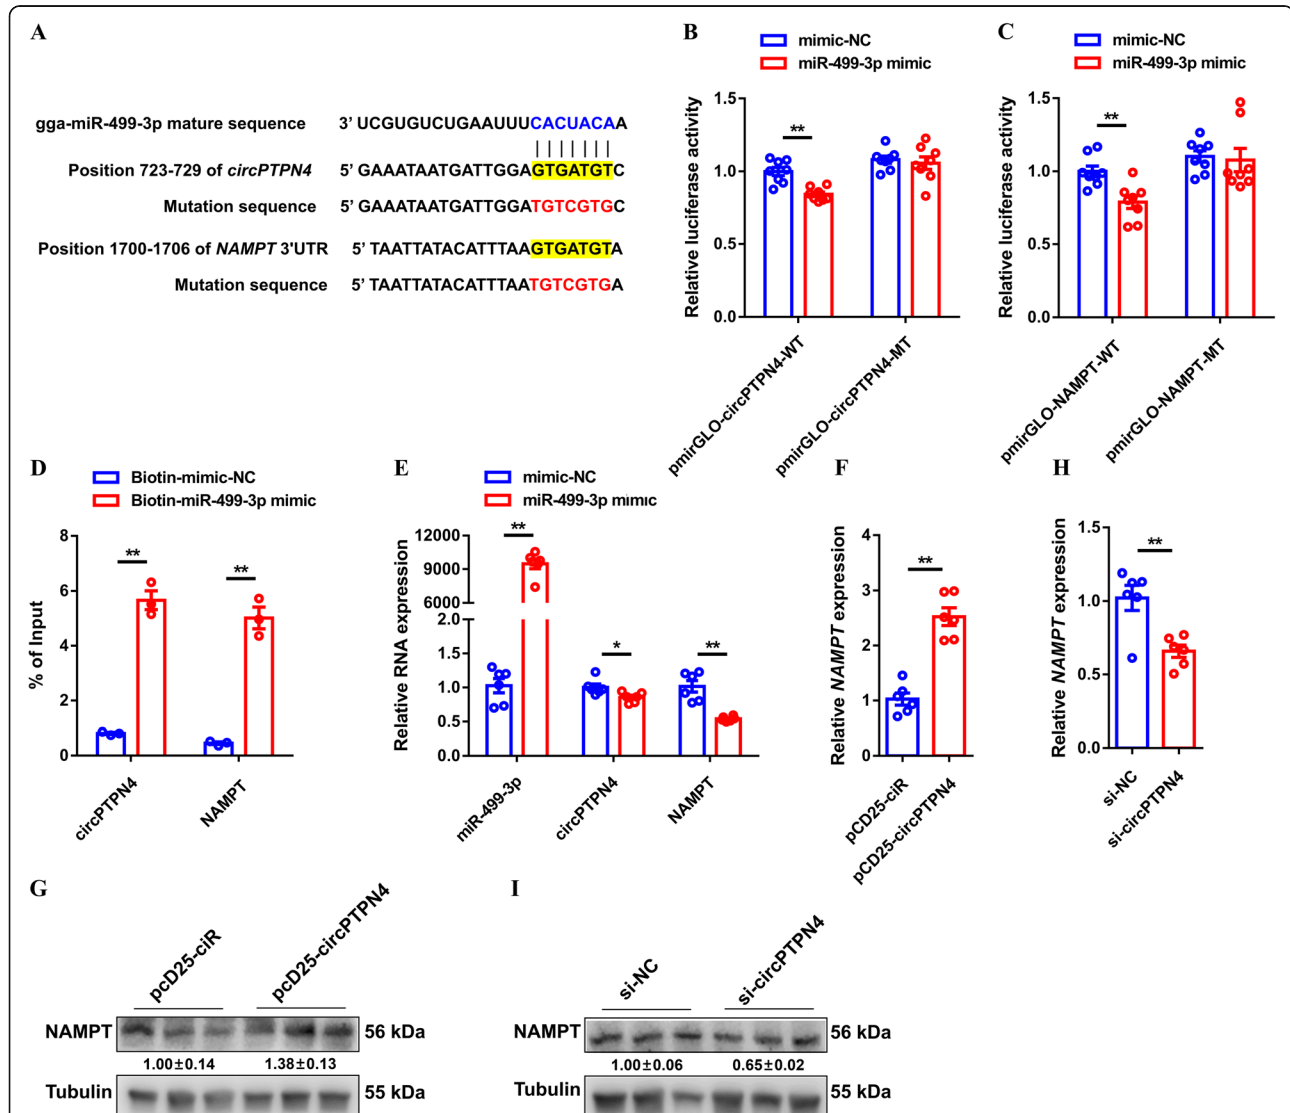 A
gga-miR-499-3p mature sequence 3’ UCGUGUCUGAAUUUCACUACAA
Position 723-729 of circPTPN4 5’ GAAATAATGATTGGAGTGATGTC
Mutation sequence 5’ GAAATAATGATTGGATGTCGTGC
Position 1700-1706 of NAMPT 3'UTR 5’ TAATTATACATTTAAGTGATGTA
Mutation sequence 5’ TAATTATACATTTAATGTCGTGA
B
mimic-NC
miR-499-3p mimic
Relative luciferase activity
1.5
1.0
0.5
0.0
**
pmirGLO-circPTPN4-WT
pmirGLO-circPTPN4-MT
C
mimic-NC
miR-499-3p mimic
Relative luciferase activity
1.5
1.0
0.5
0.0
**
pmirGLO-NAMPT-WT
pmirGLO-NAMPT-MT
D
Biotin-mimic-NC
Biotin-miR-499-3p mimic
% of Input
8
6
4
2
0
**
**
circPTPN4
NAMPT
E
mimic-NC
miR-499-3p mimic
Relative RNA expression
12000
9000
6000
2.0
1.5
1.0
0.5
0.0
**
*
**
miR-499-3p
circPTPN4
NAMPT
F
Relative NAMPT expression
4
3
2
1
0
**
pCD25-ciR
pCD25-circPTPN4
H
Relative NAMPT expression
1.5
1.0
0.5
0.0
**
si-NC
si-circPTPN4
G
pcD25-ciR
pcD25-circPTPN4
NAMPT 56 kDa
1.00±0.14 1.38±0.13
Tubulin 55 kDa
I
si-NC
si-circPTPN4
NAMPT 56 kDa
1.00±0.06 0.65±0.02
Tubulin 55 kDa